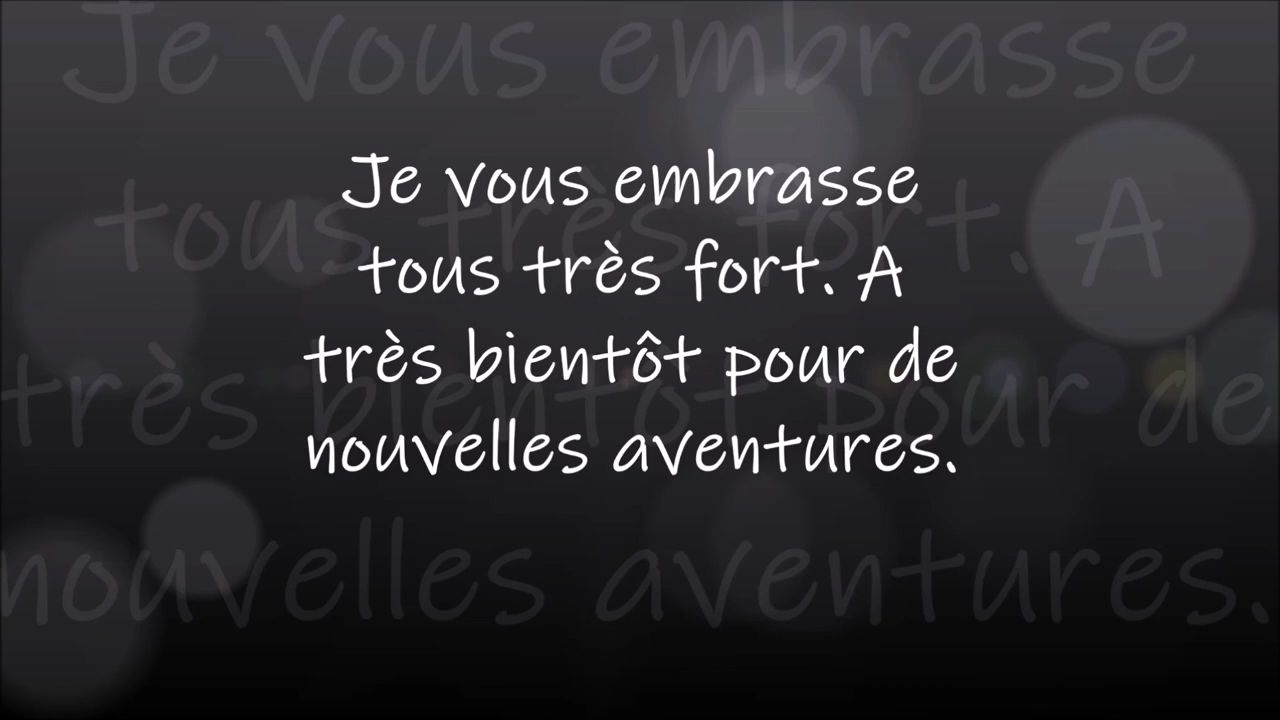 Je vous embrasse
tous très fort. A
très bientôt pour de
nouvelles aventures.